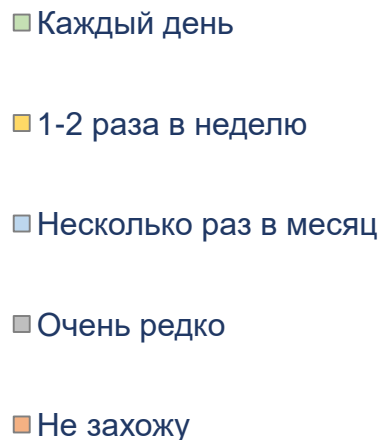 Каждый день
1-2 раза в неделю
Несколько раз в месяц
Очень редко
Не захожу